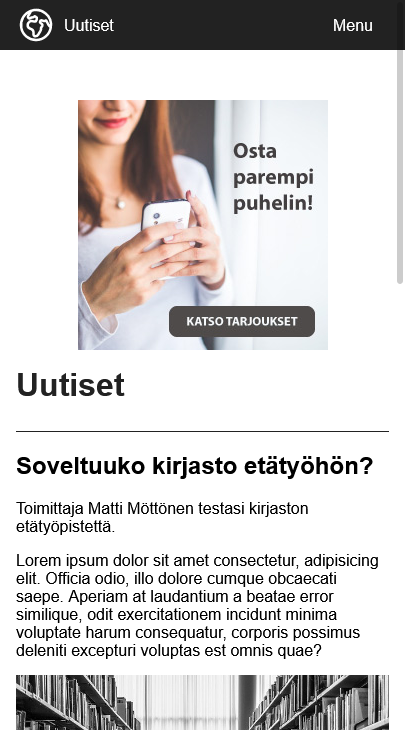 Uutiset
Menu
Osta
parempi
puhelin!
KATSO TARJOUKSET
Uutiset
Soveltuuko kirjasto etätyöhön?
Toimittaja Matti Möttönen testasi kirjaston
etätyöpistettä.
Lorem ipsum dolor sit amet consectetur, adipisicing
elit. Officia odio, illo dolore cumque obcaecati
saepe. Aperiam at laudantium a beatae error
similique, odit exercitationem incidunt minima
voluptate harum consequatur, corporis possimus
deleniti excepturi voluptas est omnis quae?